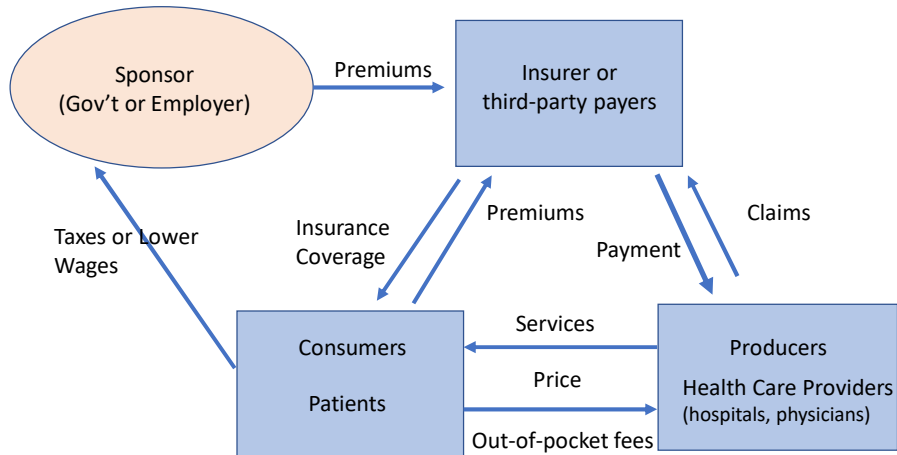 Sponsor
(Gov't or Employer)
Premiums
Insurer or
third-party payers
Taxes or Lower
Wages
Insurance
Coverage
Premiums
Payment
Claims
Consumers
Patients
Services
Price
Out-of-pocket fees
Producers
Health Care Providers
(hospitals, physicians)